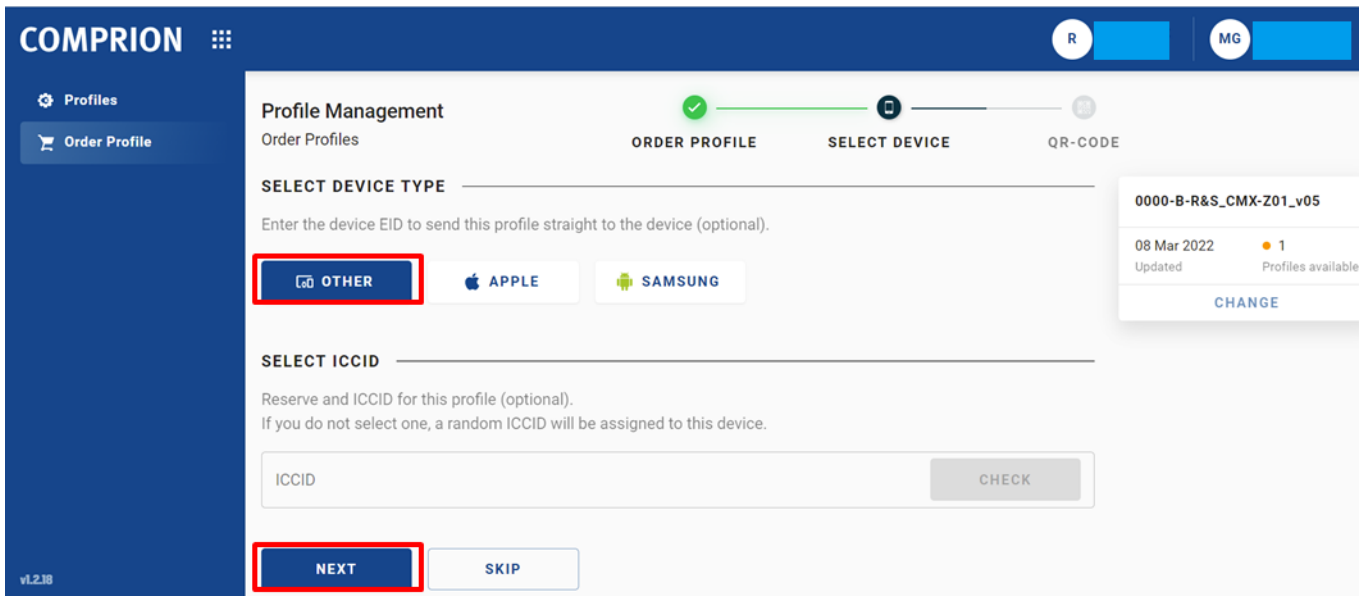 COMPRION
R
MG
Profiles
Order Profile
Profile Management
Order Profiles
ORDER PROFILE
SELECT DEVICE
QR-CODE
SELECT DEVICE TYPE
Enter the device EID to send this profile straight to the device (optional).
OTHER
APPLE
SAMSUNG
0000-B-R&S_CMX-Z01_v05
08 Mar 2022
1
Updated
Profiles available
CHANGE
SELECT ICCID
Reserve and ICCID for this profile (optional).
If you do not select one, a random ICCID will be assigned to this device.
ICCID
CHECK
NEXT
SKIP
v1.2.18